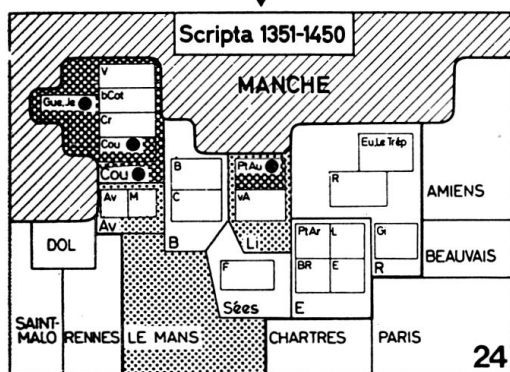 Scripta 1351-1450
MANCHE
V
bCot
Gue,Je
Cr
Cou
Cou
Av M
Av
B
C
B
PtAu
vA
Li
Eu,Le Trép
R
AMIENS
PtAr L
BR E
E
Gi
R
BEAUVAIS
DOL
F
Sées
SAINT-
MALO
RENNES
LE MANS
CHARTRES
PARIS
24